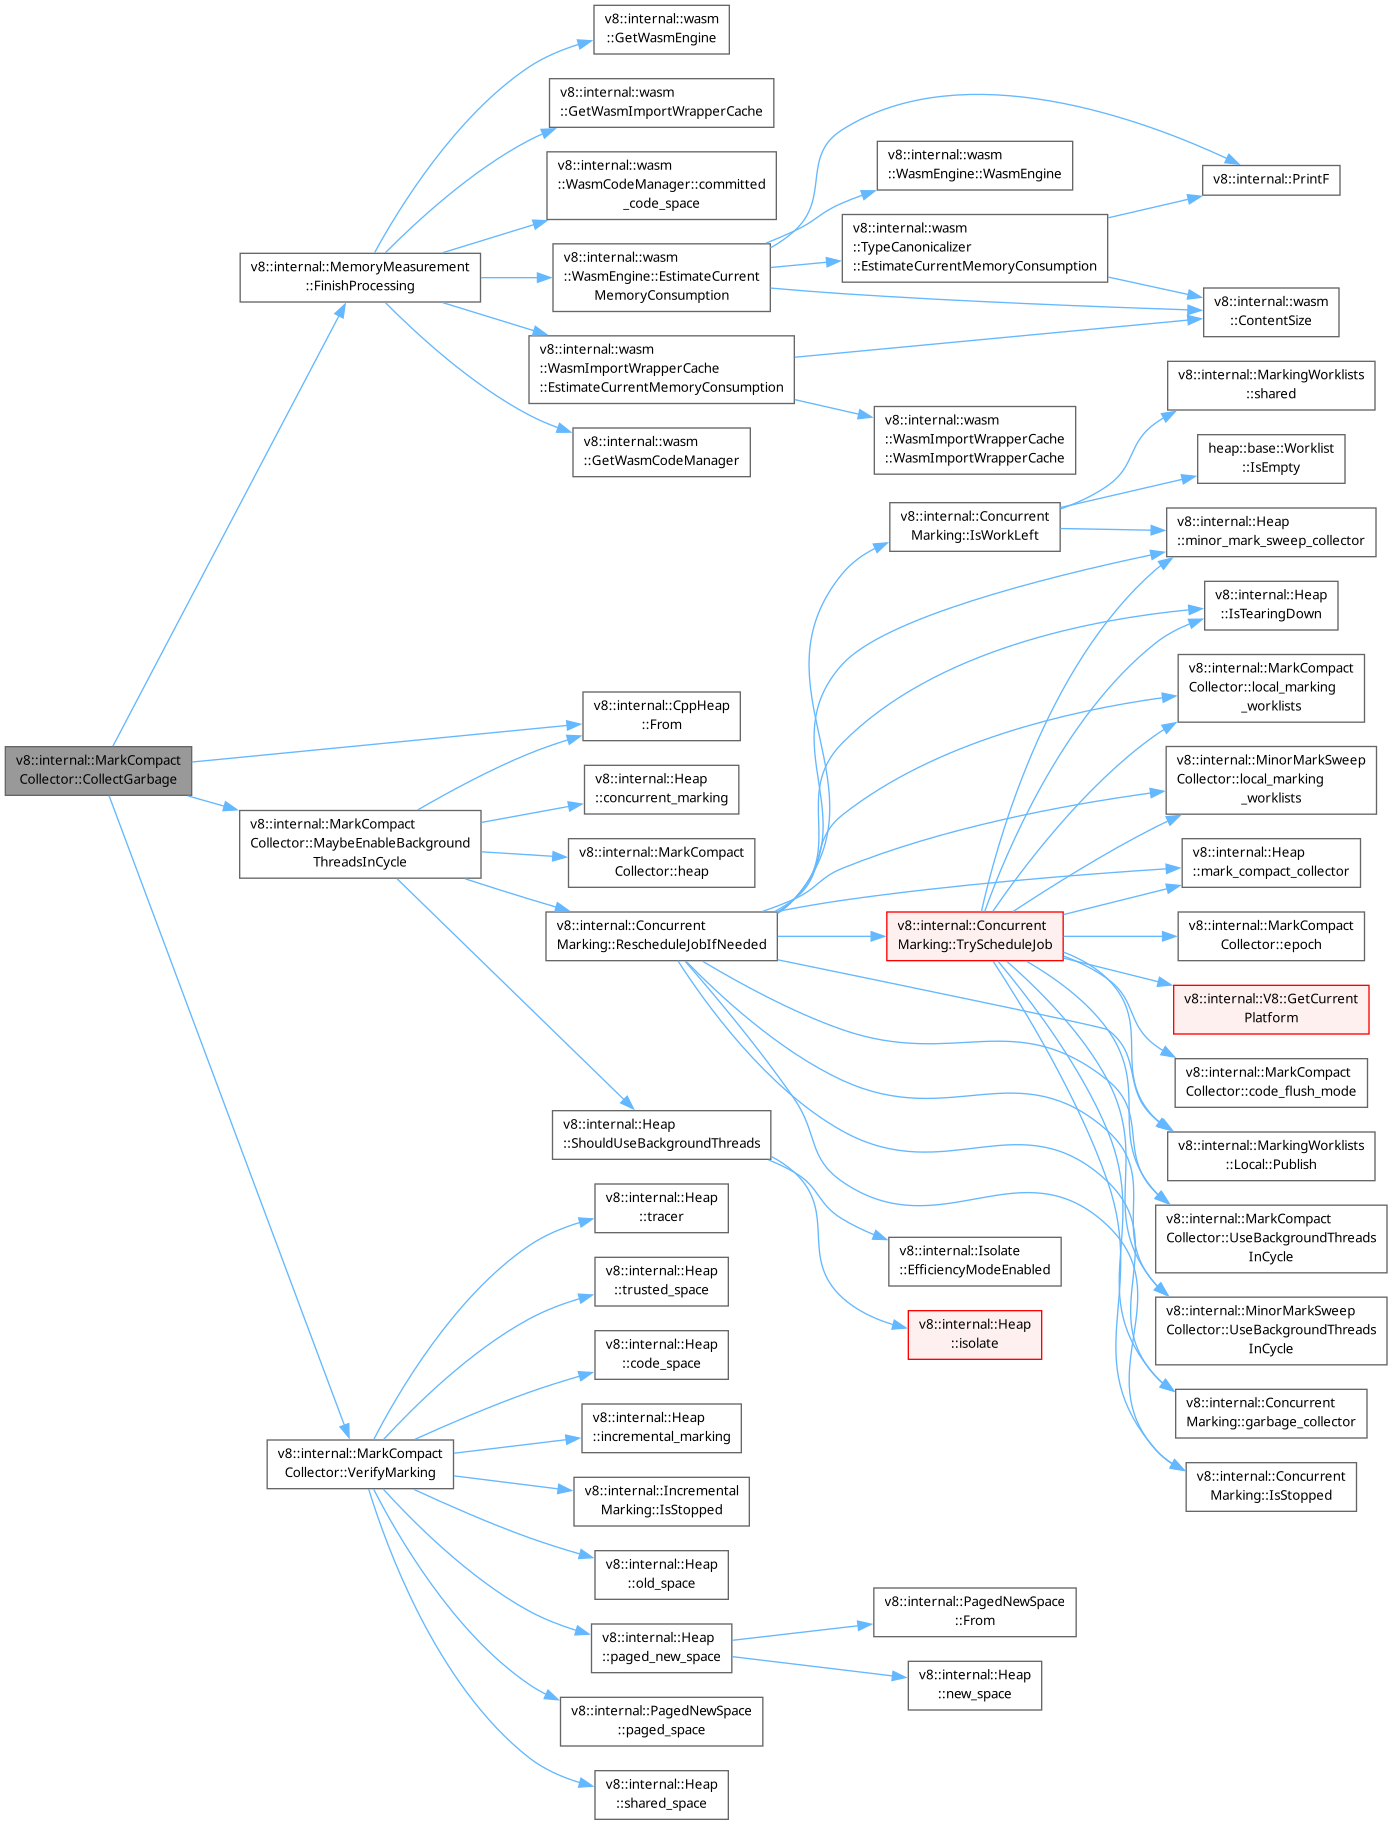 v8::internal::wasm
::GetWasmEngine
v8::internal::wasm
::GetWasmImportWrapperCache
v8::internal::wasm
::WasmCodeManager::committed
_code_space
v8::internal::MemoryMeasurement
::FinishProcessing
v8::internal::wasm
::WasmEngine::EstimateCurrent
MemoryConsumption
v8::internal::wasm
::WasmImportWrapperCache
::EstimateCurrentMemoryConsumption
v8::internal::wasm
::GetWasmCodeManager
v8::internal::wasm
::WasmEngine::WasmEngine
v8::internal::wasm
::TypeCanonicalizer
::EstimateCurrentMemoryConsumption
v8::internal::PrintF
v8::internal::wasm
::ContentSize
v8::internal::wasm
::WasmImportWrapperCache
::WasmImportWrapperCache
v8::internal::MarkingWorklists
::shared
heap::base::Worklist
::IsEmpty
v8::internal::Concurrent
Marking::IsWorkLeft
v8::internal::Heap
::minor_mark_sweep_collector
v8::internal::Heap
::IsTearingDown
v8::internal::MarkCompact
Collector::local_marking
_worklists
v8::internal::MinorMarkSweep
Collector::local_marking
_worklists
v8::internal::Heap
::mark_compact_collector
v8::internal::MarkCompact
Collector::CollectGarbage
v8::internal::CppHeap
::From
v8::internal::Heap
::concurrent_marking
v8::internal::MarkCompact
Collector::MaybeEnableBackground
ThreadsInCycle
v8::internal::MarkCompact
Collector::heap
v8::internal::Concurrent
Marking::RescheduleJobIfNeeded
v8::internal::Concurrent
Marking::TryScheduleJob
v8::internal::MarkCompact
Collector::epoch
v8::internal::V8::GetCurrent
Platform
v8::internal::MarkCompact
Collector::code_flush_mode
v8::internal::MarkingWorklists
::Local::Publish
v8::internal::MarkCompact
Collector::UseBackgroundThreads
InCycle
v8::internal::MinorMarkSweep
Collector::UseBackgroundThreads
InCycle
v8::internal::Concurrent
Marking::garbage_collector
v8::internal::Concurrent
Marking::IsStopped
v8::internal::Heap
::ShouldUseBackgroundThreads
v8::internal::Isolate
::EfficiencyModeEnabled
v8::internal::Heap
::isolate
v8::internal::Heap
::tracer
v8::internal::Heap
::trusted_space
v8::internal::Heap
::code_space
v8::internal::Heap
::incremental_marking
v8::internal::MarkCompact
Collector::VerifyMarking
v8::internal::Incremental
Marking::IsStopped
v8::internal::Heap
::old_space
v8::internal::Heap
::paged_new_space
v8::internal::PagedNewSpace
::From
v8::internal::Heap
::new_space
v8::internal::PagedNewSpace
::paged_space
v8::internal::Heap
::shared_space